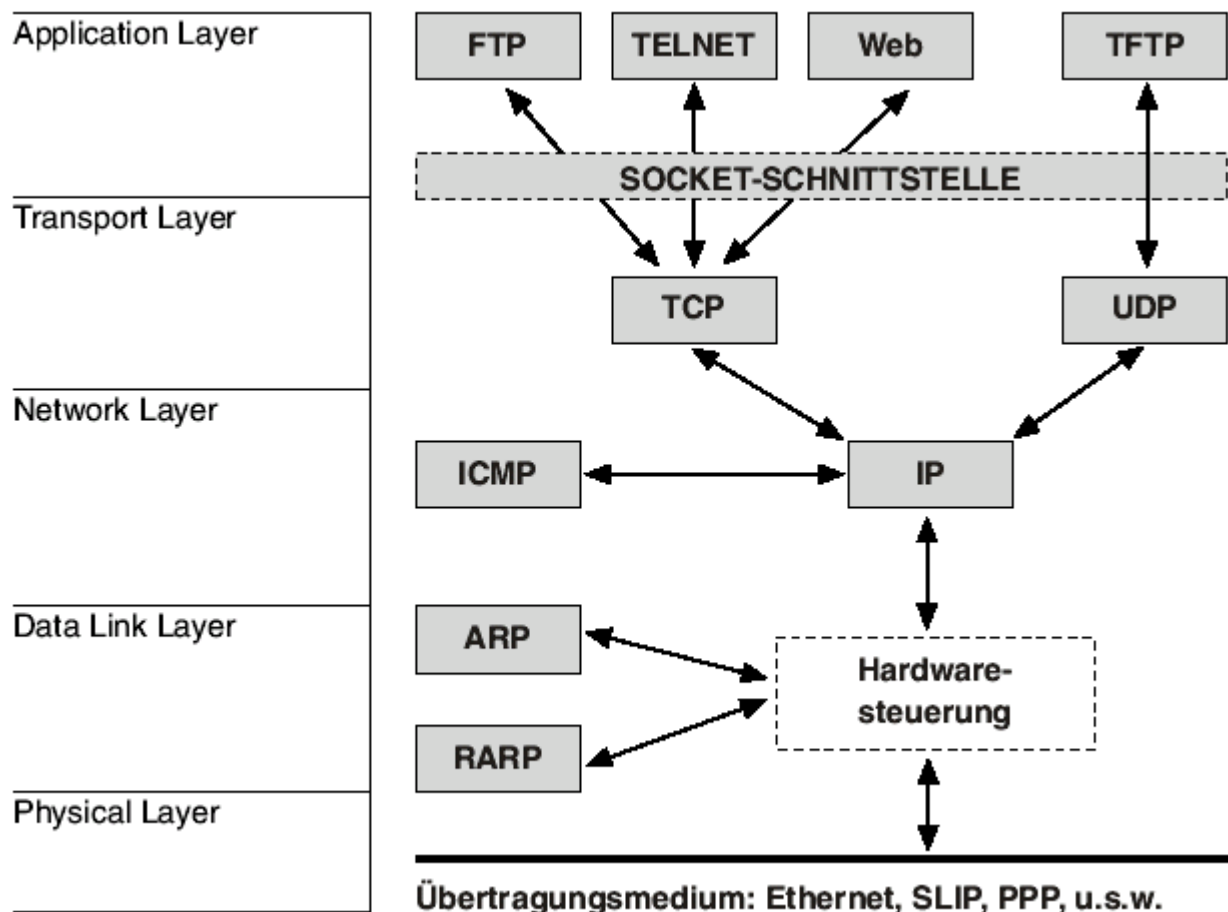 Application Layer
FTP
TELNET
Web
TFTP
SOCKET-SCHNITTSTELLE
Transport Layer
TCP
UDP
Network Layer
ICMP
IP
Data Link Layer
ARP
Hardware-
steuerung
RARP
Physical Layer
Übertragungsmedium: Ethernet, SLIP, PPP, u.s.w.